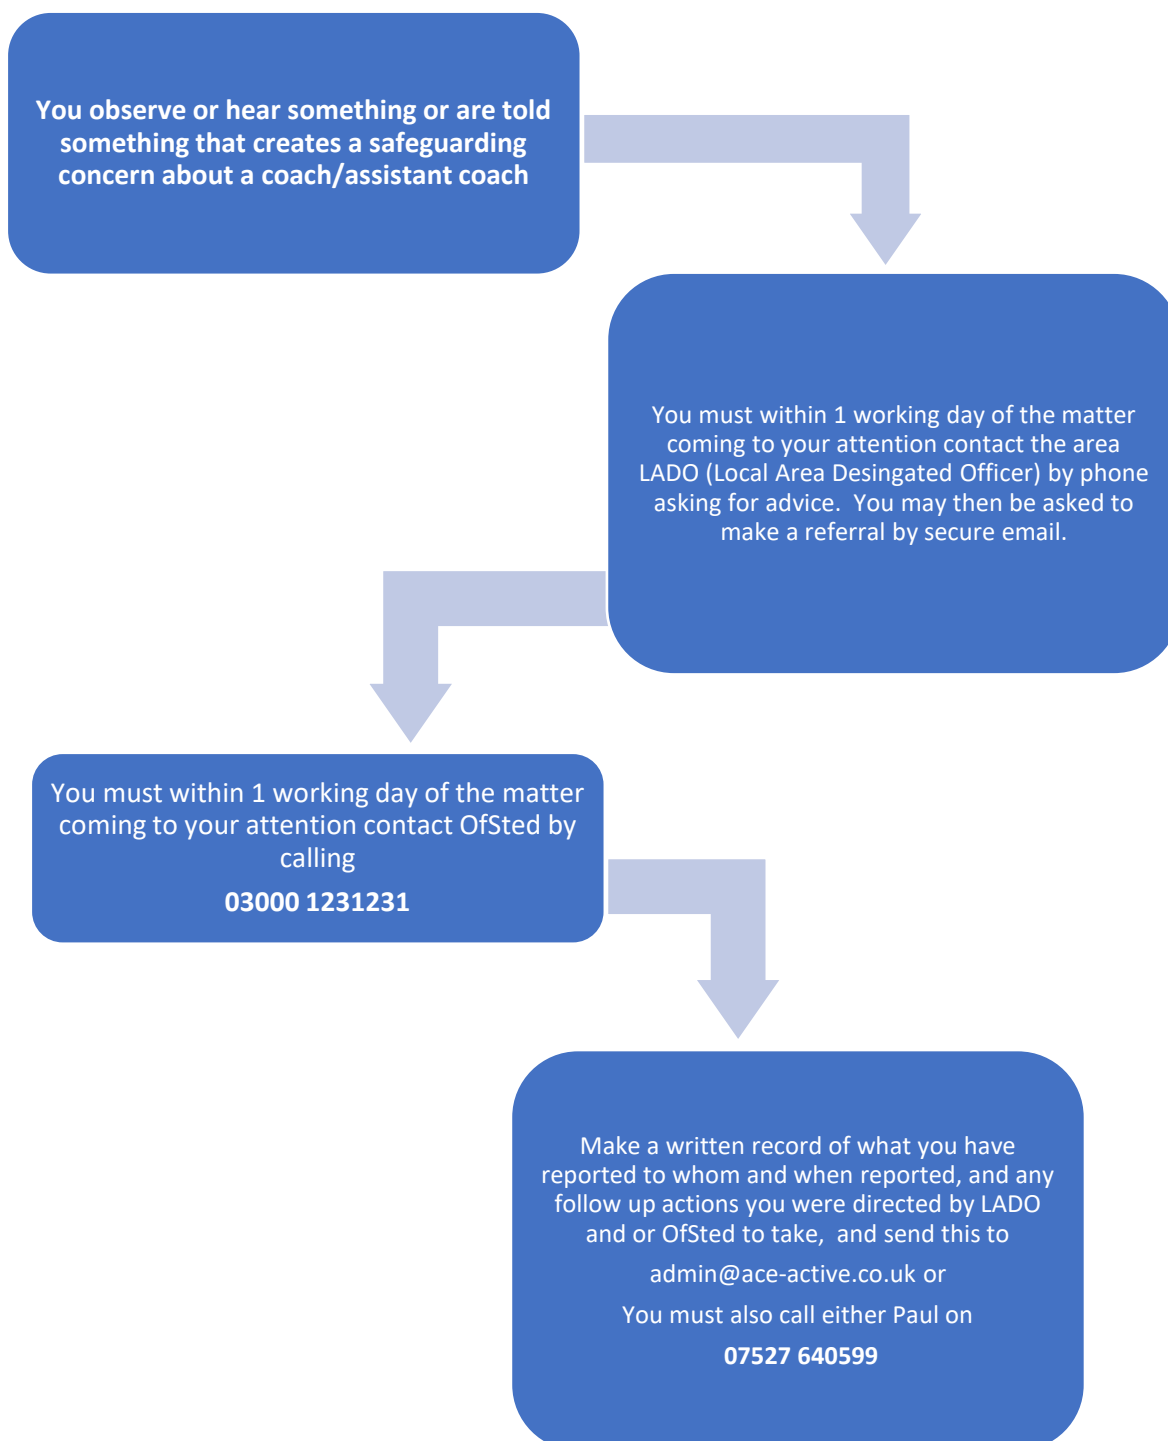 You observe or hear something or are told
something that creates a safeguarding
concern about a coach/assistant coach
You must within 1 working day of the matter
coming to your attention contact the area
LADO (Local Area Desingated Officer) by phone
asking for advice.  You may then be asked to
make a referral by secure email.
You must within 1 working day of the matter
coming to your attention contact OfSted by
calling
03000 1231231
Make a written record of what you have
reported to whom and when reported, and any
follow up actions you were directed by LADO
and or OfSted to take,  and send this to
admin@ace-active.co.uk or
You must also call either Paul on
07527 640599